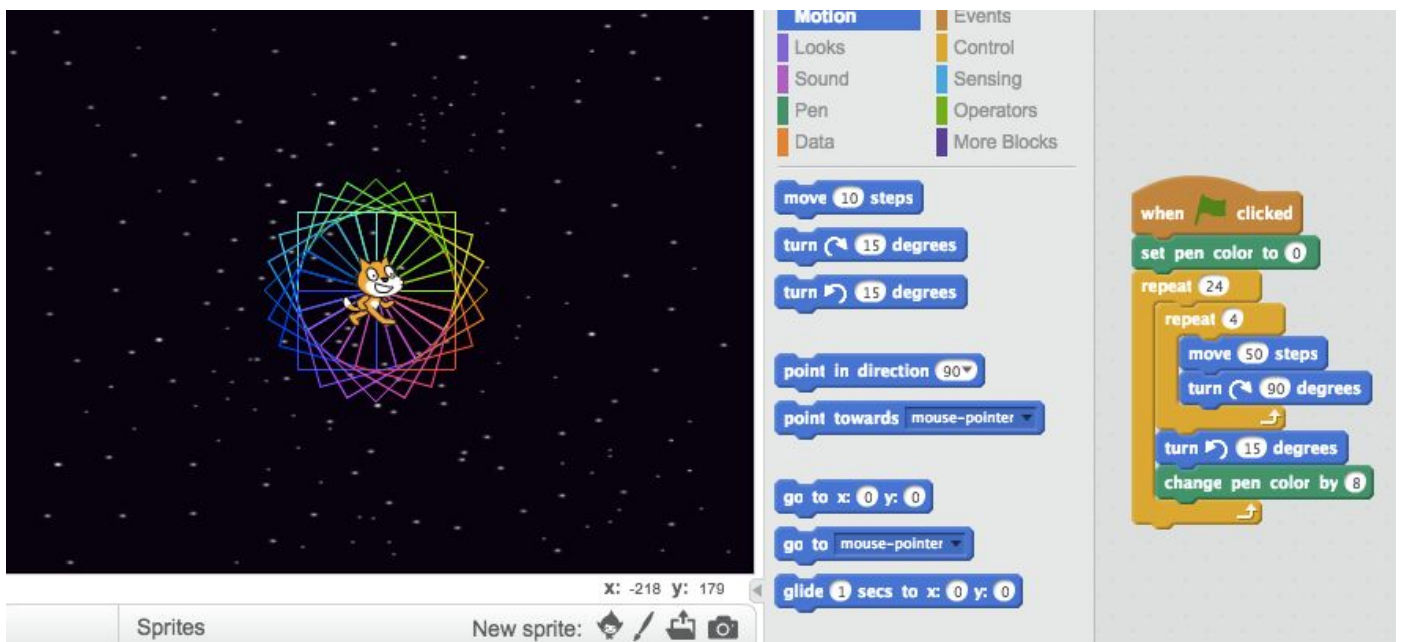 Motion Events
Looks Control
Sound Sensing
Pen Operators
Data More Blocks
move 10 steps
turn 15 degrees
turn 15 degrees
point in direction 90
point towards mouse-pointer
go to x: 0 y: 0
go to mouse-pointer
glide 1 secs to x: 0 y: 0
when clicked
set pen color to 0
repeat 24
repeat 4
move 50 steps
turn 90 degrees
turn 15 degrees
change pen color by 8
x: -218 y: 179
Sprites New sprite: